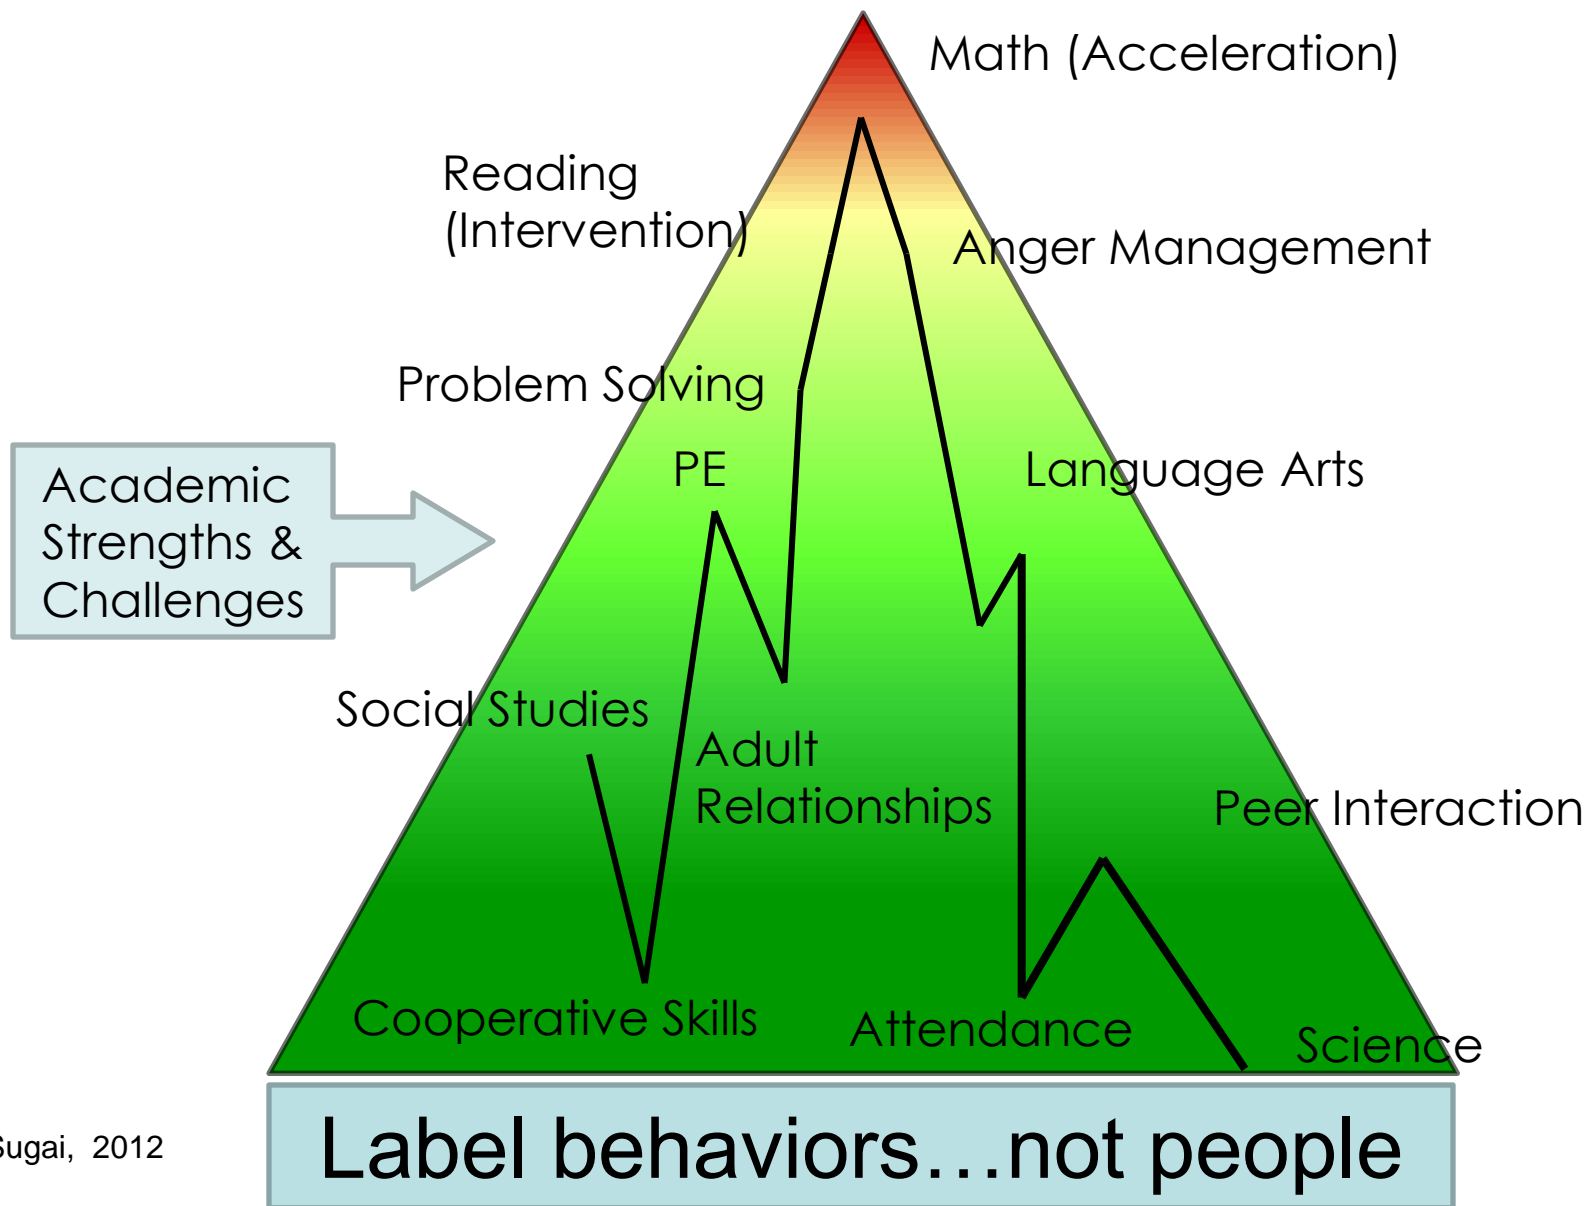 Math (Acceleration)
Reading
(Intervention)
Anger Management
Problem Solving
PE
Language Arts
Academic
Strengths &
Challenges
Social Studies
Adult
Relationships
Peer Interaction
Cooperative Skills
Attendance
Science
Label behaviors…not people
Sugai, 2012